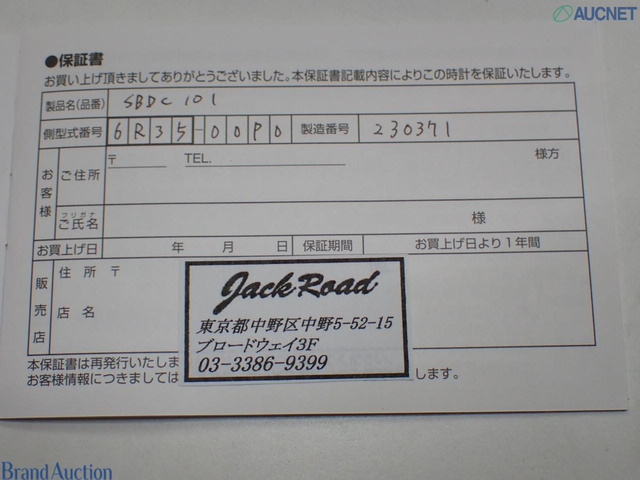 AUCNET
●保証書
お買い上げ頂きましてありがとうございました。本保証書記載内容によりこの時計を保証いたします。
製品名(品番) SBDC 101
側型式番号 6R35-00P0 製造番号 230371
お客様 ご住所 〒 TEL. 様方
フリガナ
ご氏名 様
お買上げ日 年 月 日 保証期間 お買上げ日より1年間
販売店 住所 〒
店名
Jack Road
東京都中野区中野5-52-15
ブロードウェイ3F
03-3386-9399
本保証書は再発行いたしま
お客様情報につきましては します。
Brand Auction